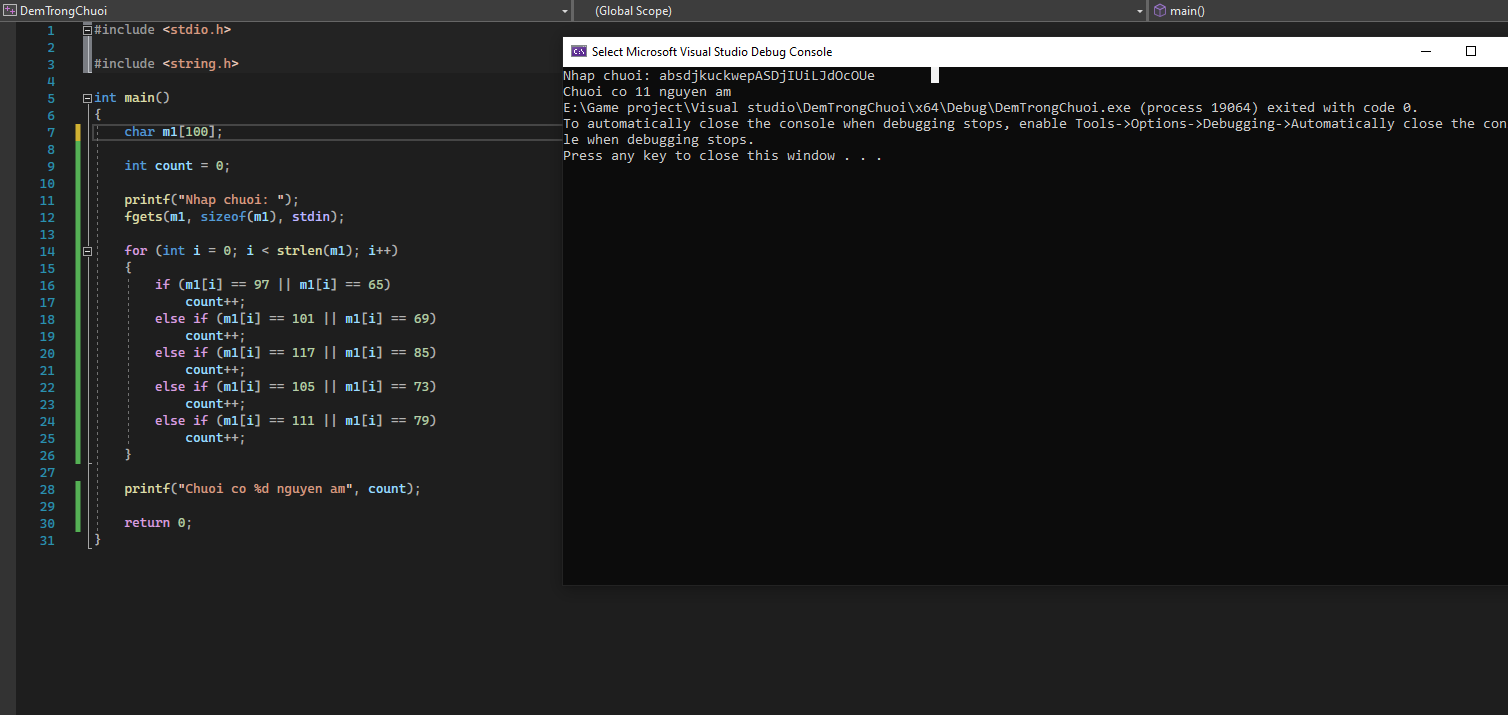 DemTrongChuoi (Global Scope) main()
1 #include <stdio.h>
2
3 #include <string.h>
4
5 int main()
6 {
7 char m1[100];
8
9 int count = 0;
10
11 printf("Nhap chuoi: ");
12 fgets(m1, sizeof(m1), stdin);
13
14 for (int i = 0; i < strlen(m1); i++)
15 {
16 if (m1[i] == 97 || m1[i] == 65)
17 count++;
18 else if (m1[i] == 101 || m1[i] == 69)
19 count++;
20 else if (m1[i] == 117 || m1[i] == 85)
21 count++;
22 else if (m1[i] == 105 || m1[i] == 73)
23 count++;
24 else if (m1[i] == 111 || m1[i] == 79)
25 count++;
26 }
27
28 printf("Chuoi co %d nguyen am", count);
29
30 return 0;
31 }
Select Microsoft Visual Studio Debug Console
Nhap chuoi: absdjkuckwepASDjIUiLJdOcOUe
Chuoi co 11 nguyen am
E:\Game project\Visual studio\DemTrongChuoi\x64\Debug\DemTrongChuoi.exe (process 19064) exited with code 0.
To automatically close the console when debugging stops, enable Tools->Options->Debugging->Automatically close the con
le when debugging stops.
Press any key to close this window . . .